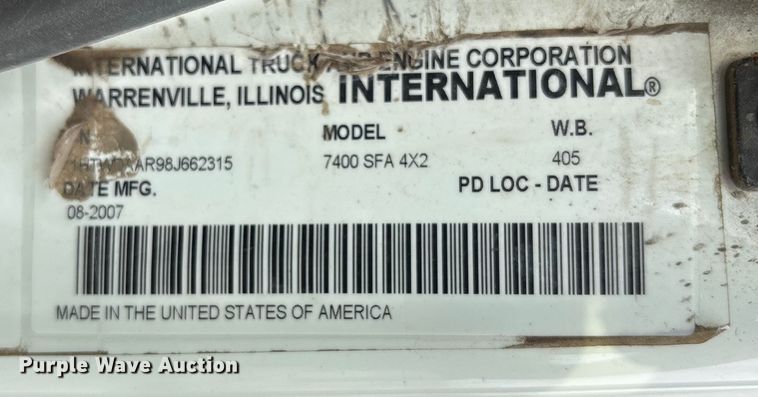 INTERNATIONAL TRUCK AND ENGINE CORPORATION
WARRENVILLE, ILLINOIS INTERNATIONAL®
MODEL W.B.
7400 SFA 4X2 405
DATE MFG. PD LOC - DATE
08-2007
MADE IN THE UNITED STATES OF AMERICA
Purple Wave Auction